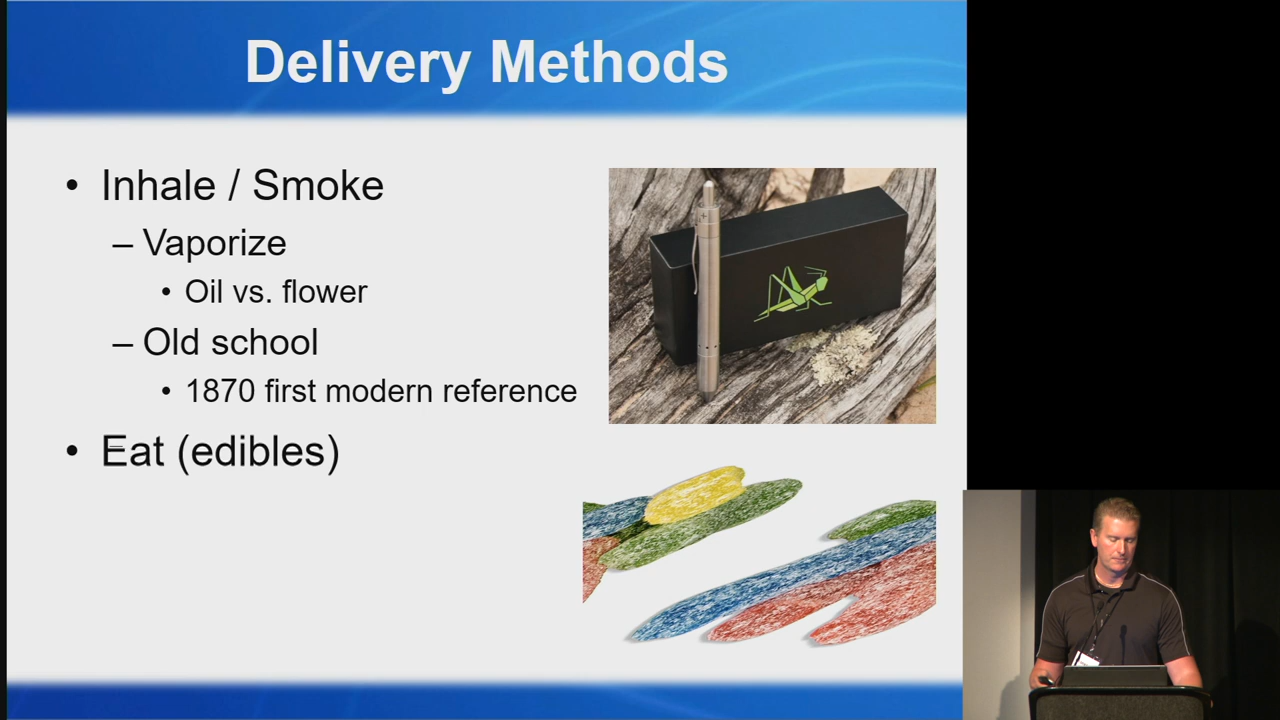 Delivery Methods
• Inhale / Smoke
– Vaporize
• Oil vs. flower
– Old school
• 1870 first modern reference
• Eat (edibles)